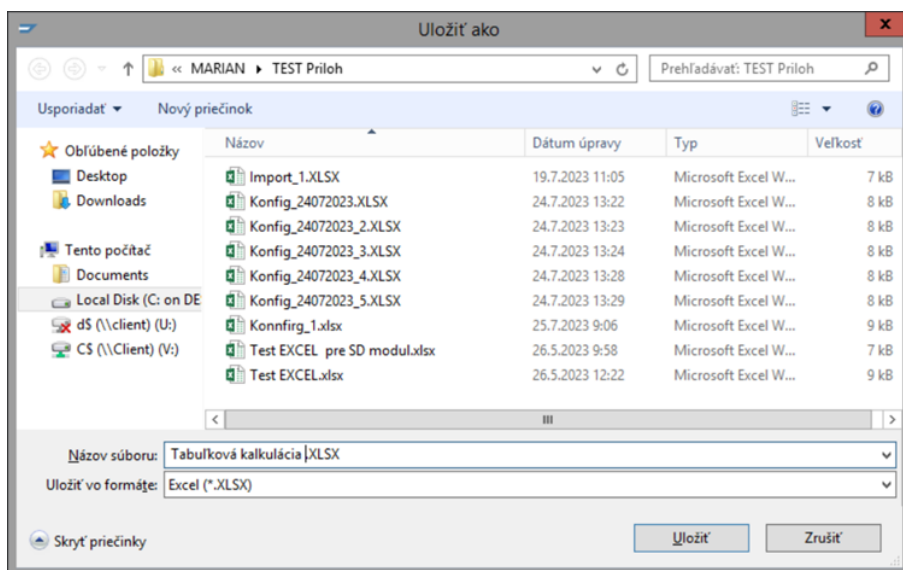 Uložiť ako
x
« MARIAN TEST Priloh
Prehľadávať: TEST Priloh
Usporiadať Nový priečinok
Názov Dátum úpravy Typ Veľkosť
Obľúbené položky
Desktop
Downloads
Tento počítač
Documents
Local Disk (C: on DE
d$ (\\client) (U:)
C$ (\\Client) (V:)
Import_1.XLSX 19.7.2023 11:05 Microsoft Excel W... 7 kB
Konfig_24072023.XLSX 24.7.2023 13:22 Microsoft Excel W... 8 kB
Konfig_24072023_2.XLSX 24.7.2023 13:23 Microsoft Excel W... 8 kB
Konfig_24072023_3.XLSX 24.7.2023 13:24 Microsoft Excel W... 8 kB
Konfig_24072023_4.XLSX 24.7.2023 13:28 Microsoft Excel W... 8 kB
Konfig_24072023_5.XLSX 24.7.2023 13:29 Microsoft Excel W... 8 kB
Konnfirg_1.xlsx 25.7.2023 9:06 Microsoft Excel W... 9 kB
Test EXCEL pre SD modul.xlsx 26.5.2023 9:58 Microsoft Excel W... 7 kB
Test EXCEL.xlsx 26.5.2023 12:22 Microsoft Excel W... 9 kB
Názov súboru: Tabuľková kalkulácia .XLSX
Uložiť vo formáte: Excel (*.XLSX)
Skryť priečinky
Uložiť
Zrušiť